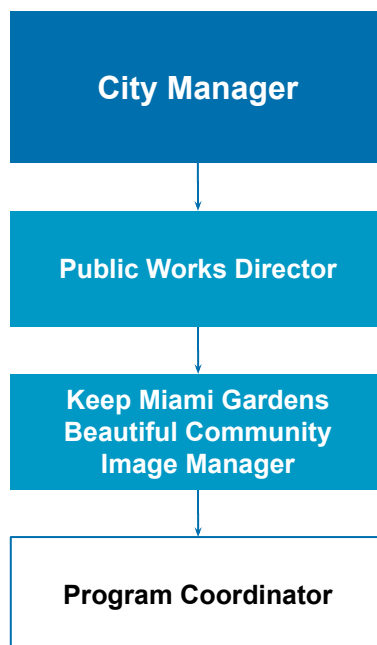 City Manager
Public Works Director
Keep Miami Gardens
Beautiful Community
Image Manager
Program Coordinator